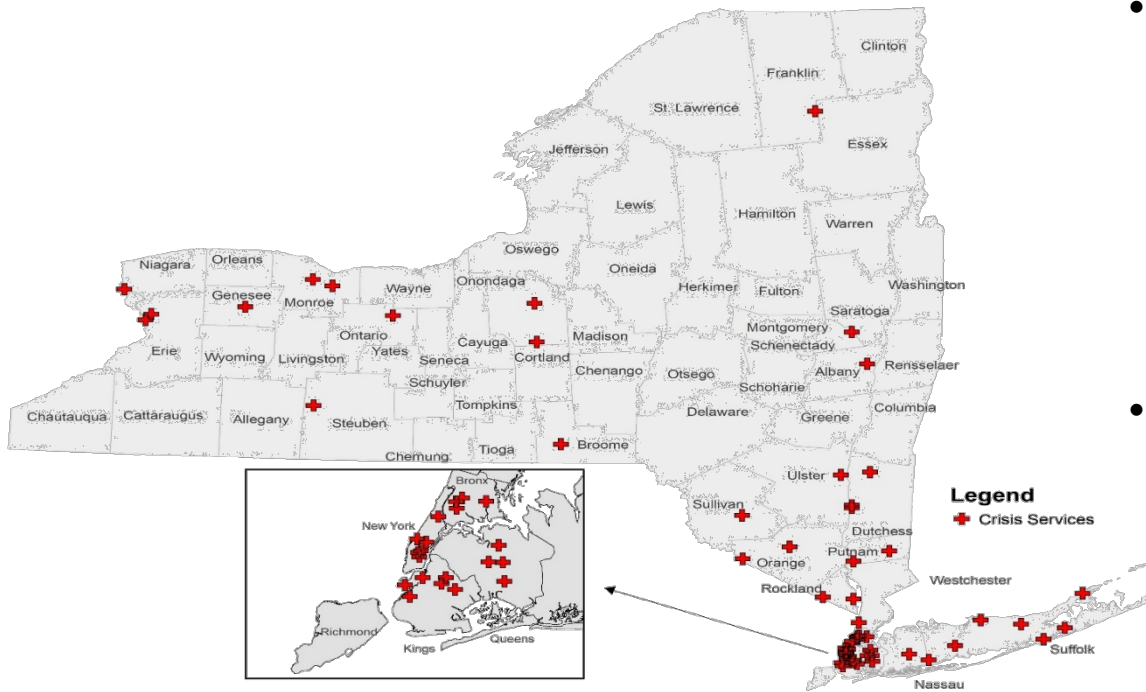 Clinton
Franklin
St. Lawrence
Essex
Jefferson
Lewis
Hamilton
Warren
Oswego
Oneida
Herkimer
Fulton
Washington
Niagara
Orleans
Genesee
Monroe
Wayne
Onondaga
Saratoga
Montgomery
Schenectady
Erie
Wyoming
Livingston
Ontario
Yates
Seneca
Cayuga
Cortland
Madison
Chenango
Otsego
Schoharie
Albany
Rensselaer
Schuyler
Tompkins
Chautauqua
Cattaraugus
Allegany
Steuben
Chemung
Tioga
Broome
Delaware
Greene
Columbia
Ulster
Sullivan
Dutchess
Orange
Putnam
Rockland
Westchester
Suffolk
Nassau
Legend
Crisis Services
Bronx
New York
Richmond
Kings
Queens